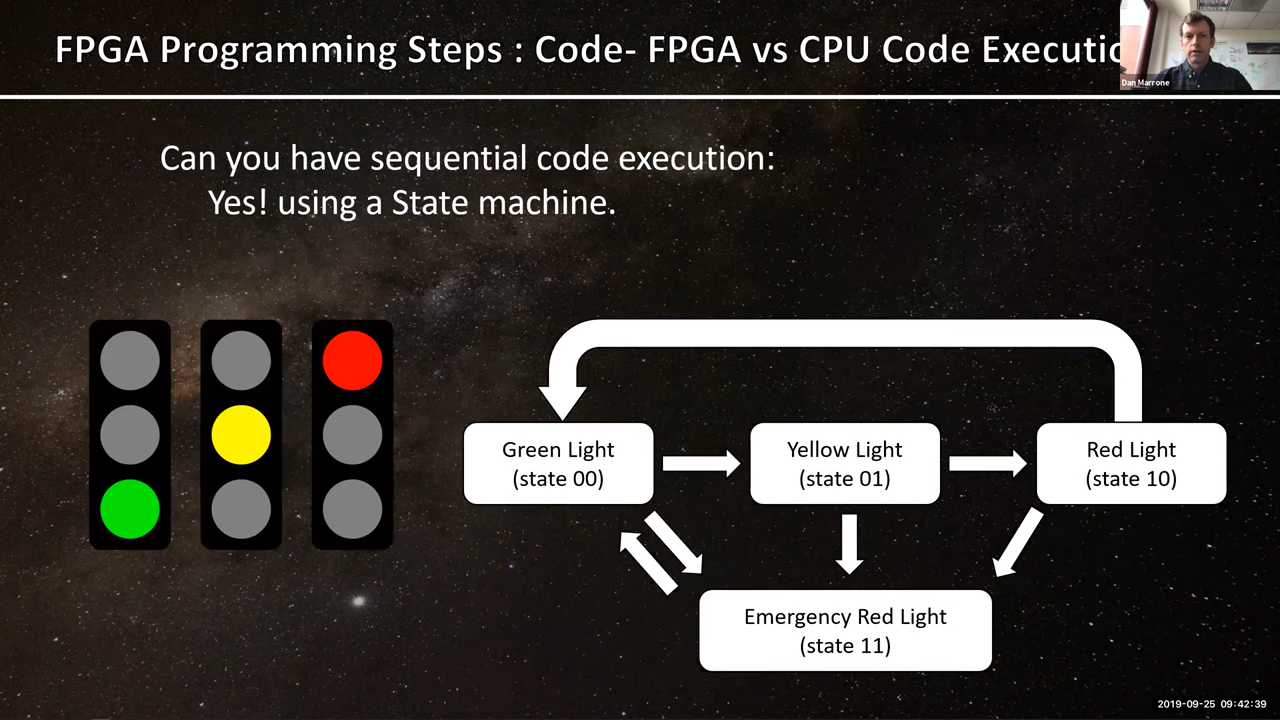 FPGA Programming Steps : Code- FPGA vs CPU Code Executio
Dan Marrone
Can you have sequential code execution:
Yes! using a State machine.
Green Light
(state 00)
Yellow Light
(state 01)
Red Light
(state 10)
Emergency Red Light
(state 11)
2019-09-25 09:42:39